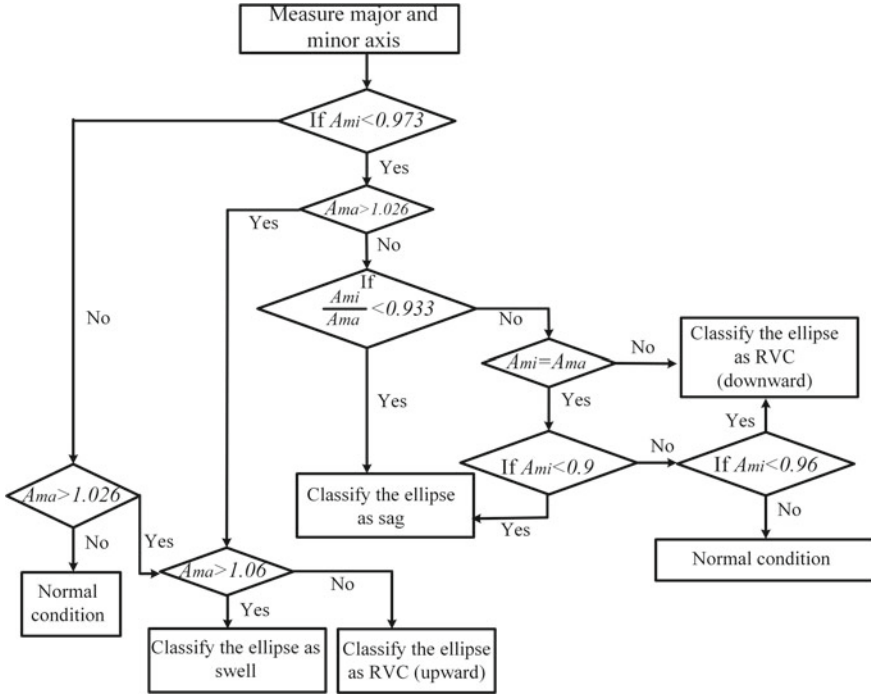 Measure major and
minor axis
If Ami<0.973
Yes
Ama>1.026
Yes
No
If
Ami
Ama
<0.933
No
No
Ami=Ama
No
Classify the ellipse
as RVC
(downward)
Yes
Yes
Yes
If Ami<0.9
No
If Ami<0.96
Ama>1.026
Classify the ellipse
as sag
Yes
No
No
Yes
Normal condition
Ama>1.06
Normal
condition
No
Yes
Classify the ellipse as
swell
Classify the ellipse
as RVC (upward)